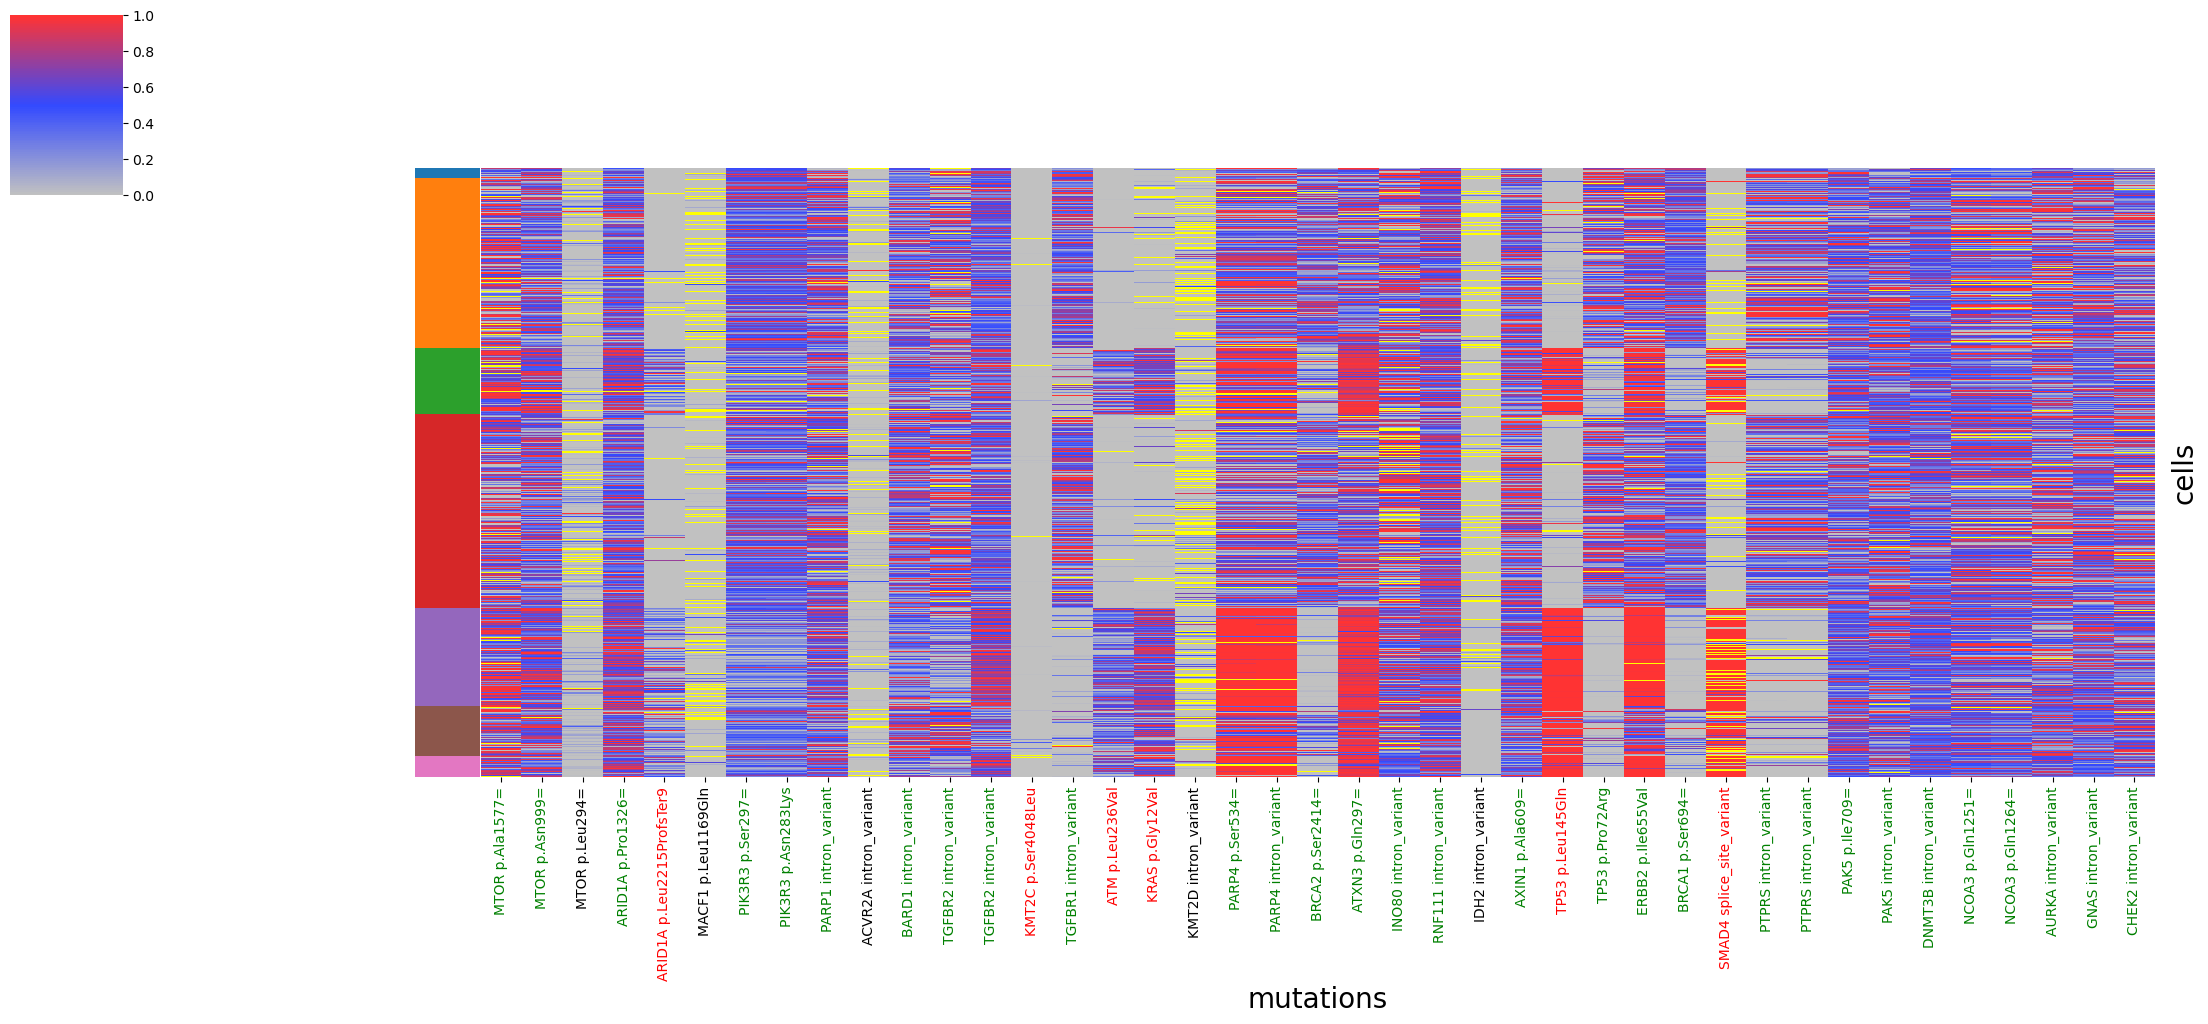 1.0
0.8
0.6
0.4
0.2
0.0
cells
MTOR p.Ala1577=
MTOR p.Asn999=
MTOR p.Leu294=
ARID1A p.Pro1326=
ARID1A p.Leu2215ProfsTer9
MACF1 p.Leu1169Gln
PIK3R3 p.Ser297=
PIK3R3 p.Asn283Lys
PARP1 intron_variant
ACVR2A intron_variant
BARD1 intron_variant
TGFBR2 intron_variant
TGFBR2 intron_variant
KMT2C p.Ser4048Leu
TGFBR1 intron_variant
ATM p.Leu236Val
KRAS p.Gly12Val
KMT2D intron_variant
PARP4 p.Ser534=
PARP4 intron_variant
BRCA2 p.Ser2414=
ATXN3 p.Gln297=
INO80 intron_variant
RNF111 intron_variant
IDH2 intron_variant
AXIN1 p.Ala609=
TP53 p.Leu145Gln
TP53 p.Pro72Arg
ERBB2 p.Ile655Val
BRCA1 p.Ser694=
SMAD4 splice_site_variant
PTPRS intron_variant
PTPRS intron_variant
PAK5 p.Ile709=
PAK5 intron_variant
DNMT3B intron_variant
NCOA3 p.Gln1251=
NCOA3 p.Gln1264=
AURKA intron_variant
GNAS intron_variant
CHEK2 intron_variant
mutations